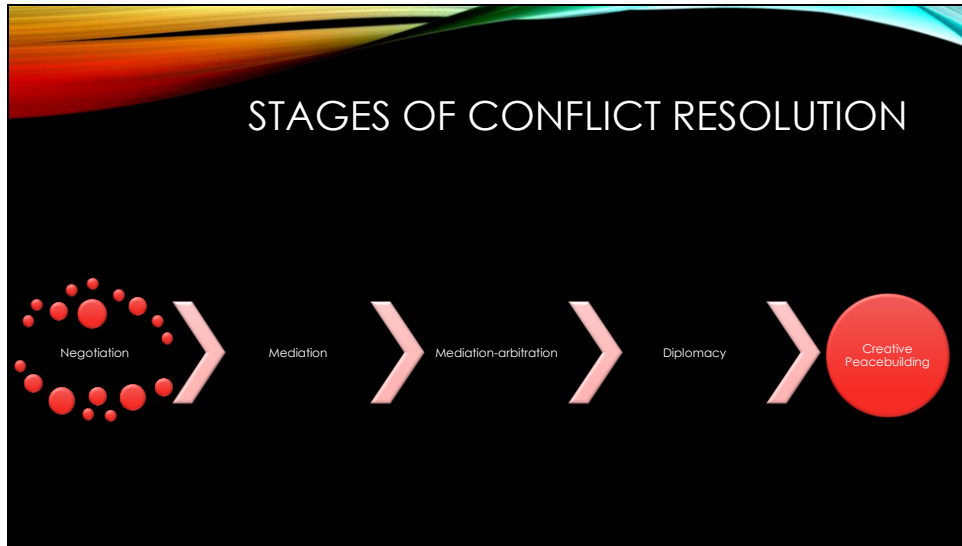 STAGES OF CONFLICT RESOLUTION
Negotiation
Mediation
Mediation-arbitration
Diplomacy
Creative
Peacebuilding